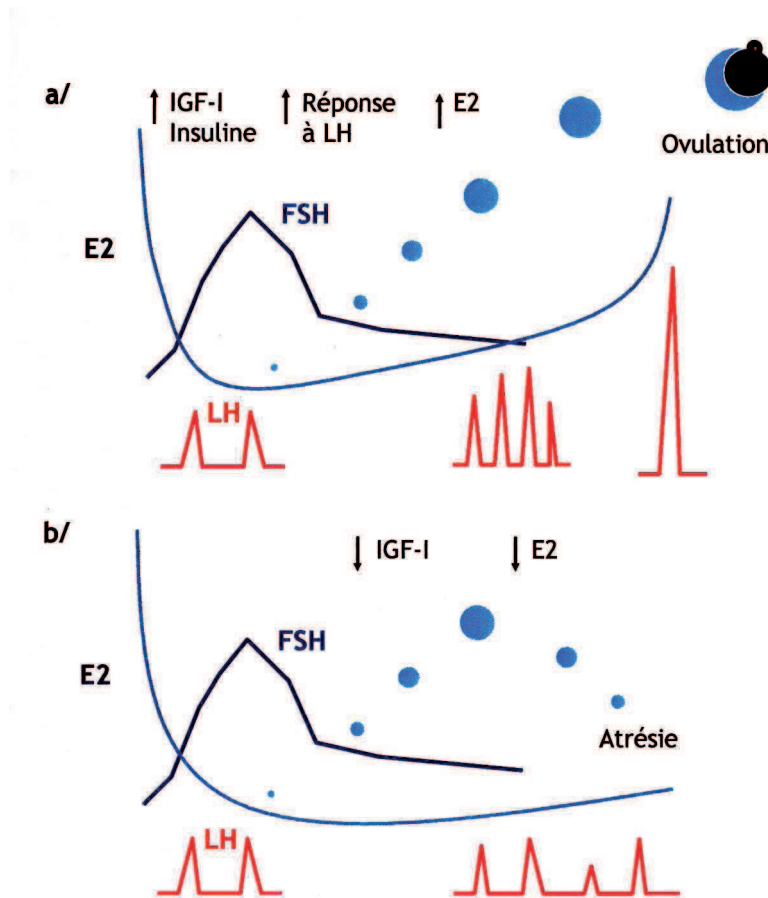 a/
IGF-I
Insuline
Réponse
à LH
E2
Ovulation
FSH
E2
LH
b/
IGF-I
E2
FSH
E2
Atrésie
LH